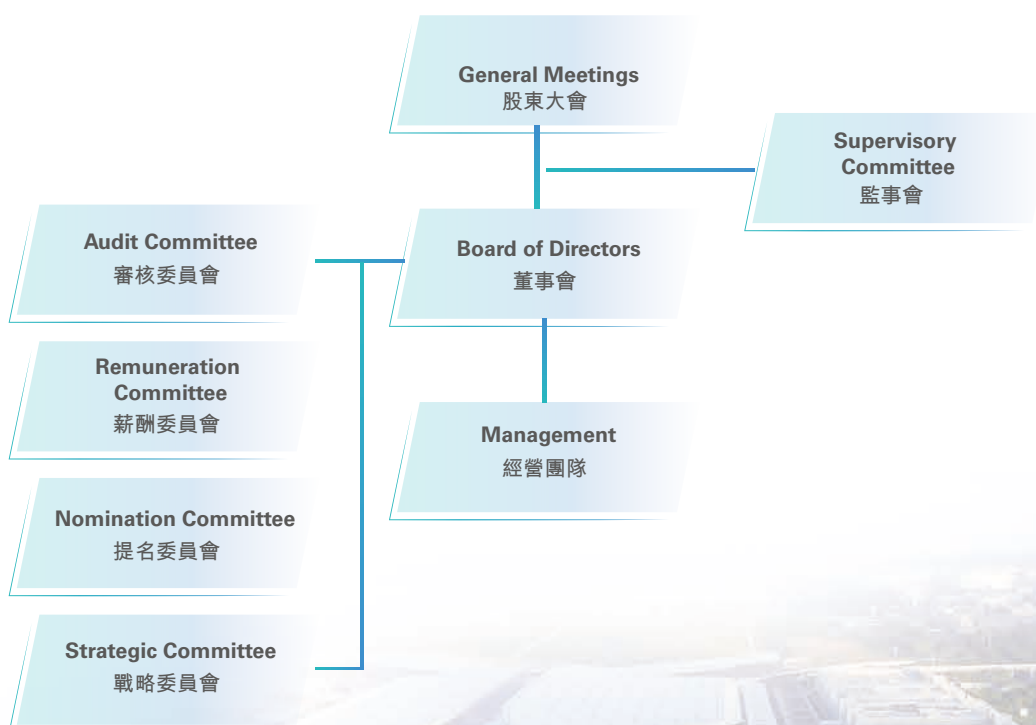 General Meetings
股東大會
Supervisory
Committee
監事會
Audit Committee
審核委員會
Board of Directors
董事會
Remuneration
Committee
薪酬委員會
Management
經營團隊
Nomination Committee
提名委員會
Strategic Committee
戰略委員會